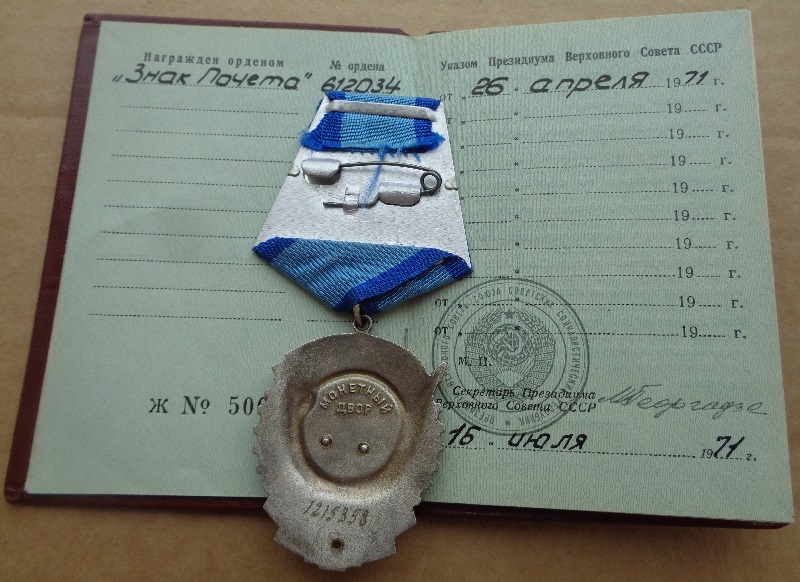 Награжден орденом
„Знак Почета"
№ ордена
612034
Указом Президиума Верховного Совета СССР
от „ 26 " апреля 1971 г.
" 19 г.
" 19 г.
" 19 г.
" 19 г.
" 19 г.
" 19 г.
" 19 г.
от „ " 19 г.
от „ " 19 г.
М. П.
Секретарь Президиума
Верховного Совета СССР
МГеоргадзе
16 " июля 1971 г.
Ж № 50
МОНЕТНЫЙ
ДВОР
1215358